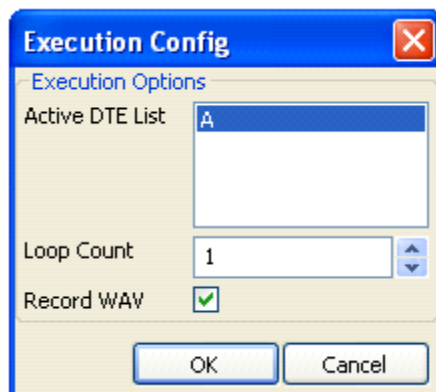 Execution Config
Execution Options
Active DTE List
A
Loop Count
1
Record WAV
OK
Cancel